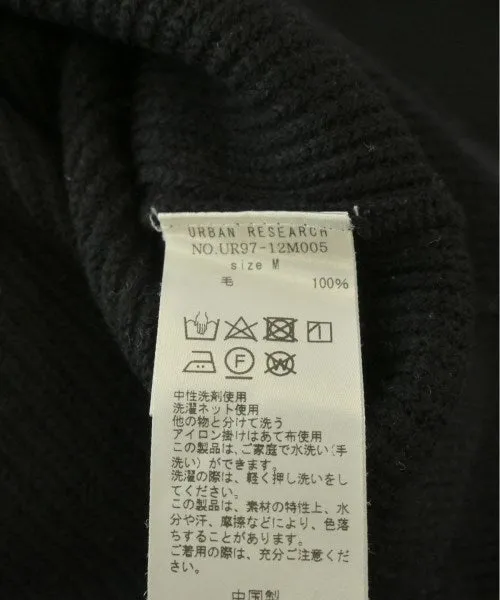 URBAN RESEARCH
NO.UR97-12M005
size M
毛 100%
F
W
中性洗剤使用
洗濯ネット使用
他の物と分けて洗う
アイロン掛けはあて布使用
この製品は、ご家庭で水洗い(手
洗い)ができます。
洗濯の際は、軽く押し洗いをし
てください。
この製品は、素材の特性上、水
分や汗、摩擦などにより、色落
ちすることがあります。
ご着用の際は、充分ご注意くだ
さい。
中国製